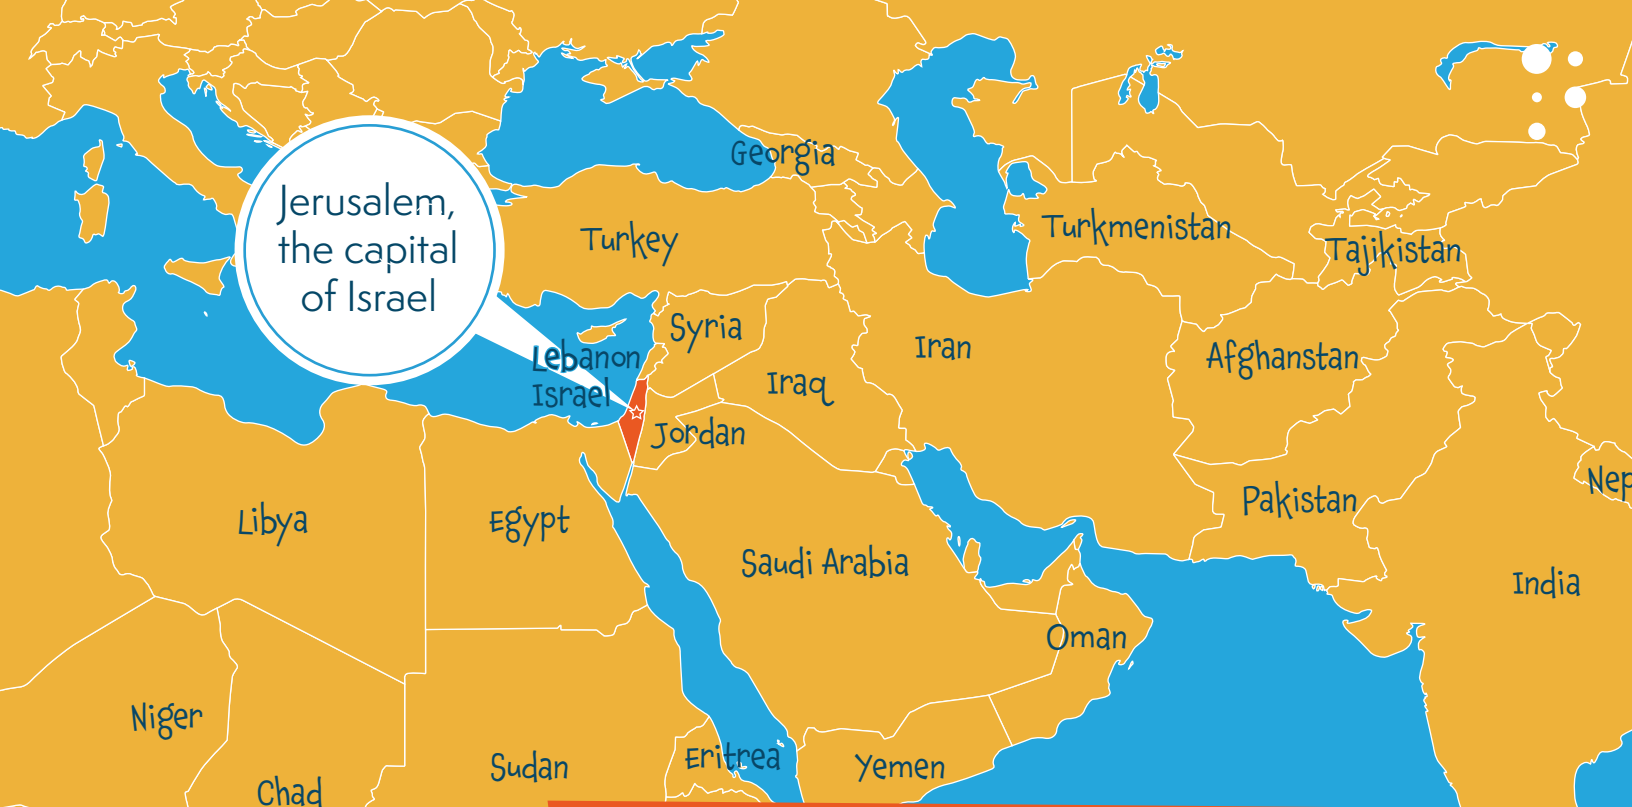 Jerusalem,
the capital
of Israel
Georgia
Turkey
Turkmenistan
Tajikistan
Syria
Lebanon
Israel
Iran
Iraq
Afghanstan
Jordan
Libya
Egypt
Pakistan
Nep
Saudi Arabia
India
Oman
Niger
Chad
Sudan
Eritrea
Yemen